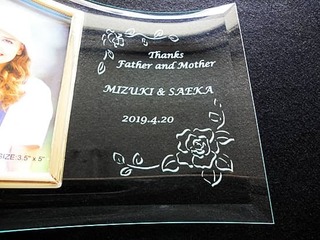 Thanks
Father and Mother
MIZUKI & SAEKA
2019.4.20
SIZE:3.5" x 5"